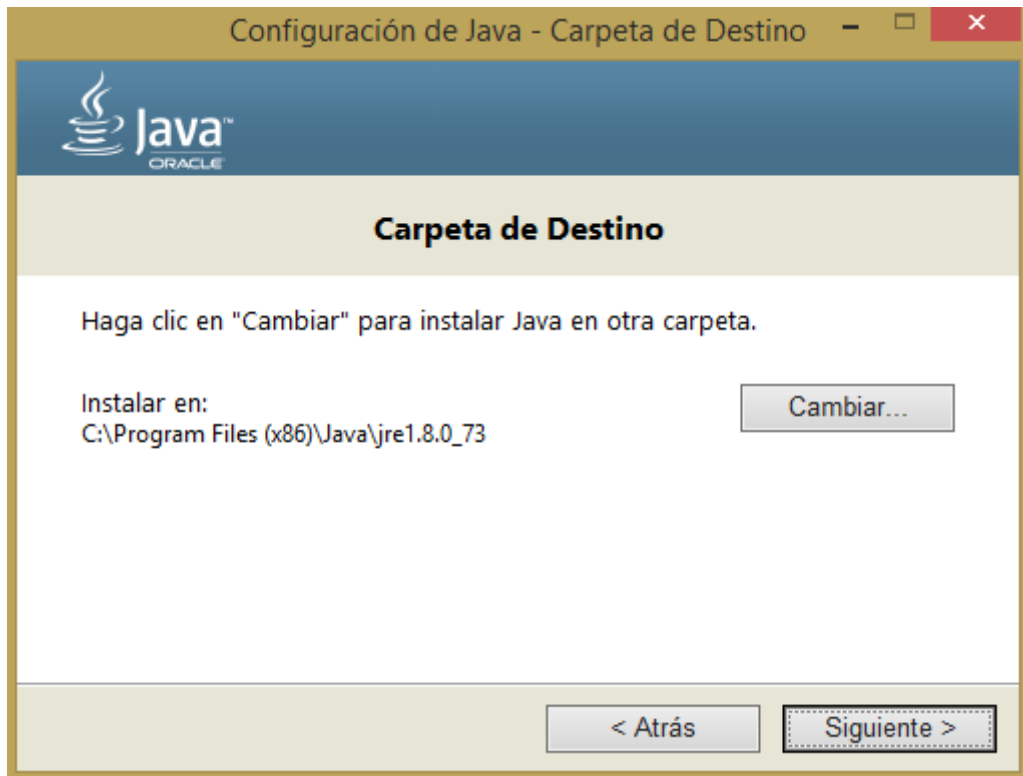 Configuración de Java - Carpeta de Destino
Java™
ORACLE
Carpeta de Destino
Haga clic en "Cambiar" para instalar Java en otra carpeta.
Instalar en:
Cambiar...
C:\Program Files (x86)\Java\jre1.8.0_73
< Atrás
Siguiente >